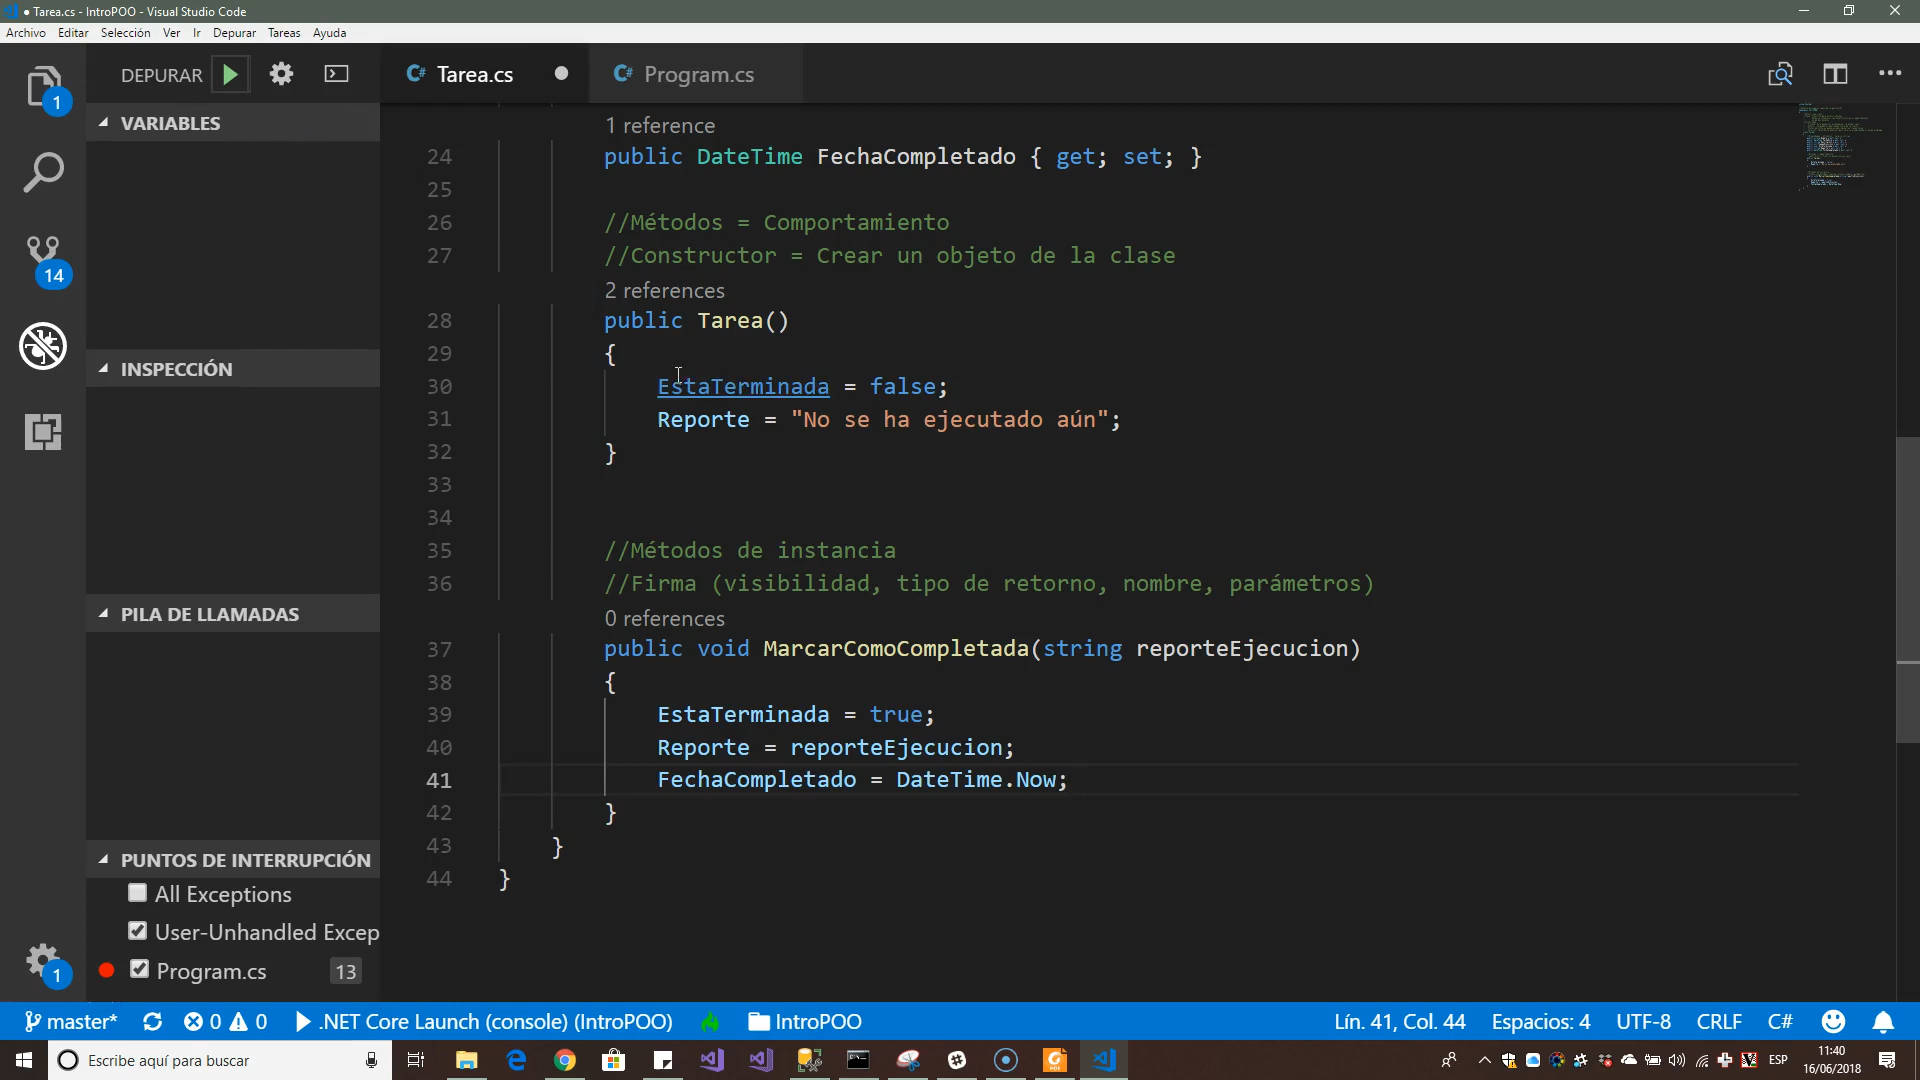 ● Tarea.cs - IntroPOO - Visual Studio Code
Archivo Editar Selección Ver Ir Depurar Tareas Ayuda
DEPURAR
C# Tarea.cs
C# Program.cs
1
14
1
VARIABLES
INSPECCIÓN
PILA DE LLAMADAS
PUNTOS DE INTERRUPCIÓN
All Exceptions
User-Unhandled Excep
Program.cs 13
1 reference
24 public DateTime FechaCompletado { get; set; }
25
26 //Métodos = Comportamiento
27 //Constructor = Crear un objeto de la clase
2 references
28 public Tarea()
29 {
30 EstaTerminada = false;
31 Reporte = "No se ha ejecutado aún";
32 }
33
34
35 //Métodos de instancia
36 //Firma (visibilidad, tipo de retorno, nombre, parámetros)
0 references
37 public void MarcarComoCompletada(string reporteEjecucion)
38 {
39 EstaTerminada = true;
40 Reporte = reporteEjecucion;
41 FechaCompletado = DateTime.Now;
42 }
43 }
44 }
master* 0 0 .NET Core Launch (console) (IntroPOO) IntroPOO Lín. 41, Col. 44 Espacios: 4 UTF-8 CRLF C#
Escribe aquí para buscar
ESP
11:40
16/06/2018